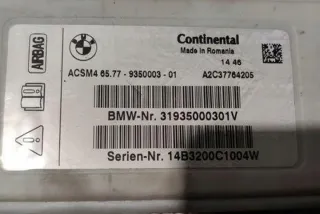 AIRBAG
Continental
Made in Romania
14 46
ACSM4 65.77 - 9350003 - 01 A2C37764205
BMW-Nr. 31935000301V
Serien-Nr. 14B3200C1004W